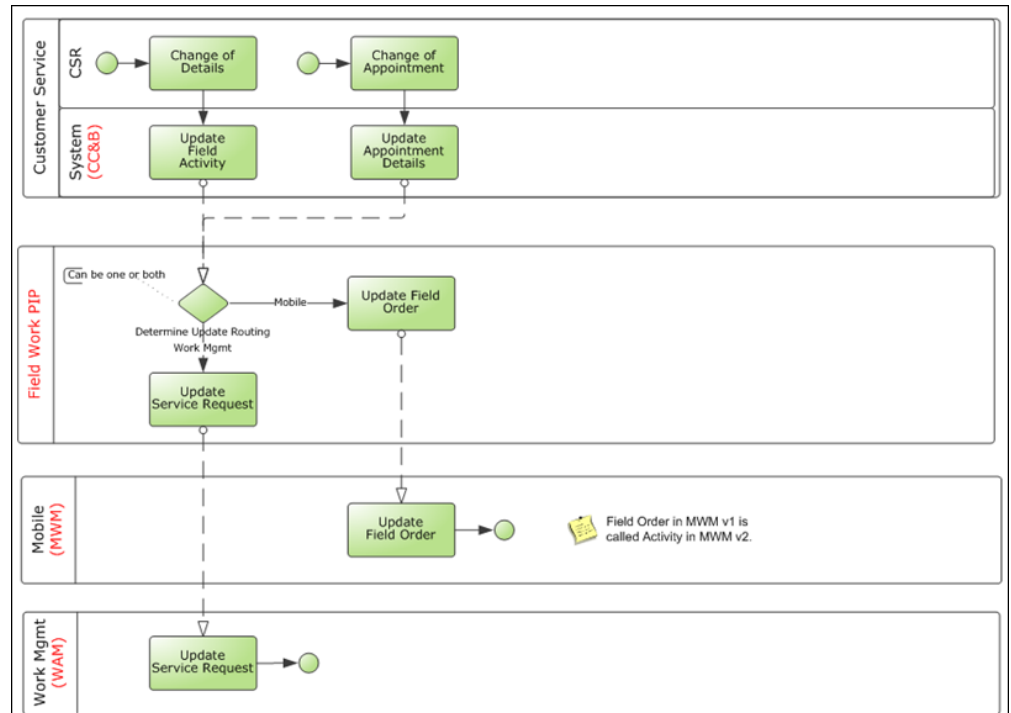 Customer Service
CSR
Change of
Details
Change of
Appointment
System
(CC&B)
Update
Field
Activity
Update
Appointment
Details
Field Work PIP
Can be one or both
Mobile
Update Field
Order
Determine Update Routing
Work Mgmt
Update
Service Request
Mobile
(MWM)
Update
Field Order
Field Order in MWM v1 is
called Activity in MWM v2.
Work Mgmt
(WAM)
Update
Service Request